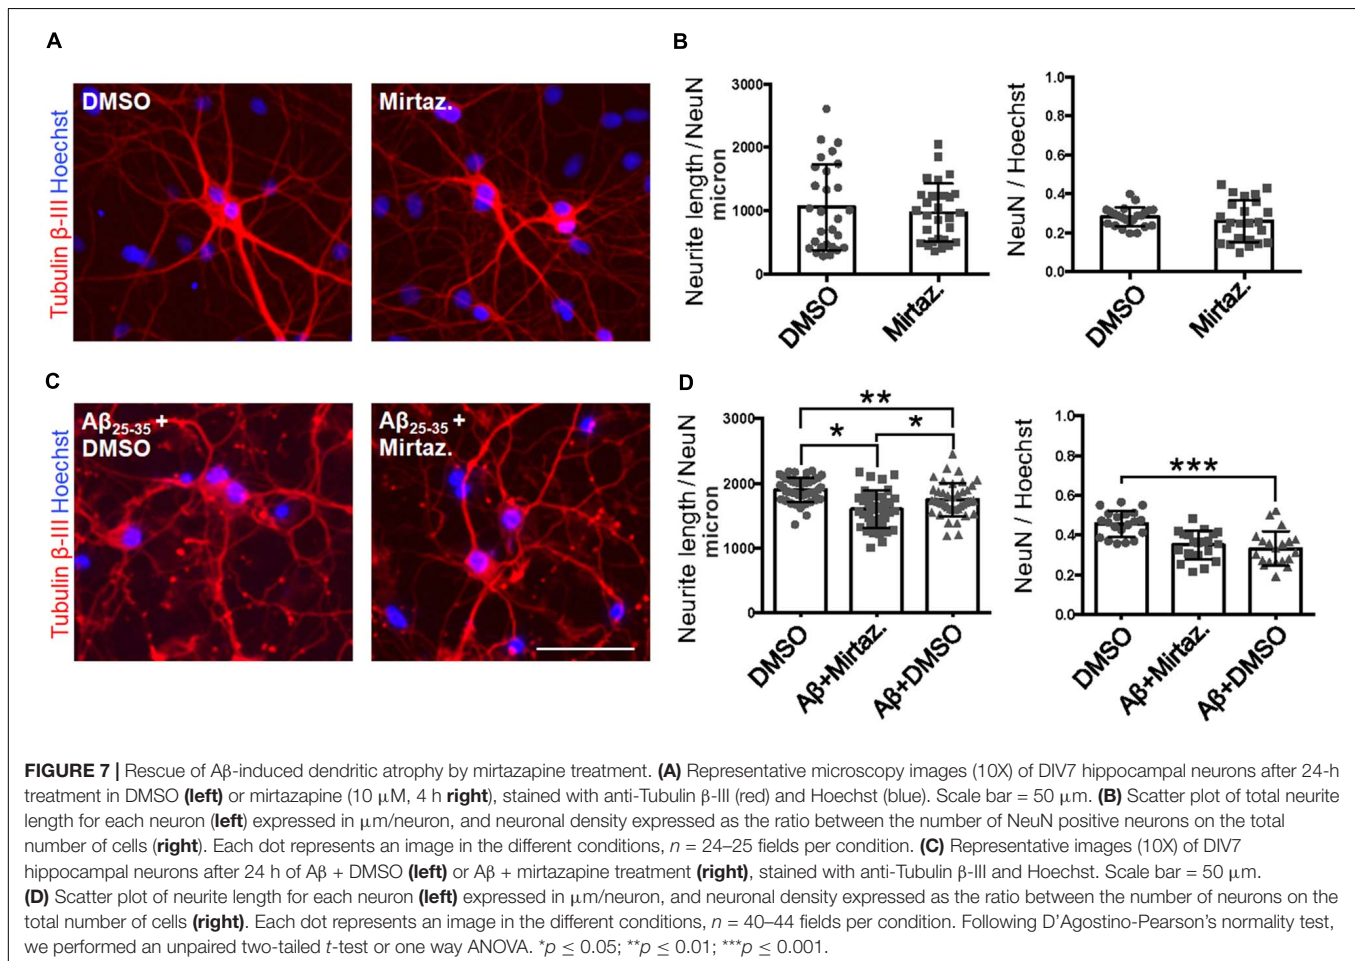 A
Tubulin β-III Hoechst
DMSO
Mirtaz.
B
Neurite length / NeuN
micron
3000
2000
1000
0
DMSO
Mirtaz.
NeuN / Hoechst
1.0
0.8
0.6
0.4
0.2
0.0
DMSO
Mirtaz.
C
Tubulin β-III Hoechst
Aβ25-35 +
DMSO
Aβ25-35 +
Mirtaz.
D
Neurite length / NeuN
micron
3000
2000
1000
0
**
*
*
DMSO
Aβ+Mirtaz.
Aβ+DMSO
NeuN / Hoechst
1.0
0.8
0.6
0.4
0.2
0.0
***
DMSO
Aβ+Mirtaz.
Aβ+DMSO
FIGURE 7 | Rescue of Aβ-induced dendritic atrophy by mirtazapine treatment. (A) Representative microscopy images (10X) of DIV7 hippocampal neurons after 24-h
treatment in DMSO (left) or mirtazapine (10 μM, 4 h right), stained with anti-Tubulin β-III (red) and Hoechst (blue). Scale bar = 50 μm. (B) Scatter plot of total neurite
length for each neuron (left) expressed in μm/neuron, and neuronal density expressed as the ratio between the number of NeuN positive neurons on the total
number of cells (right). Each dot represents an image in the different conditions, n = 24–25 fields per condition. (C) Representative images (10X) of DIV7
hippocampal neurons after 24 h of Aβ + DMSO (left) or Aβ + mirtazapine treatment (right), stained with anti-Tubulin β-III and Hoechst. Scale bar = 50 μm.
(D) Scatter plot of neurite length for each neuron (left) expressed in μm/neuron, and neuronal density expressed as the ratio between the number of neurons on the
total number of cells (right). Each dot represents an image in the different conditions, n = 40–44 fields per condition. Following D'Agostino-Pearson's normality test,
we performed an unpaired two-tailed t-test or one way ANOVA. *p ≤ 0.05; **p ≤ 0.01; ***p ≤ 0.001.